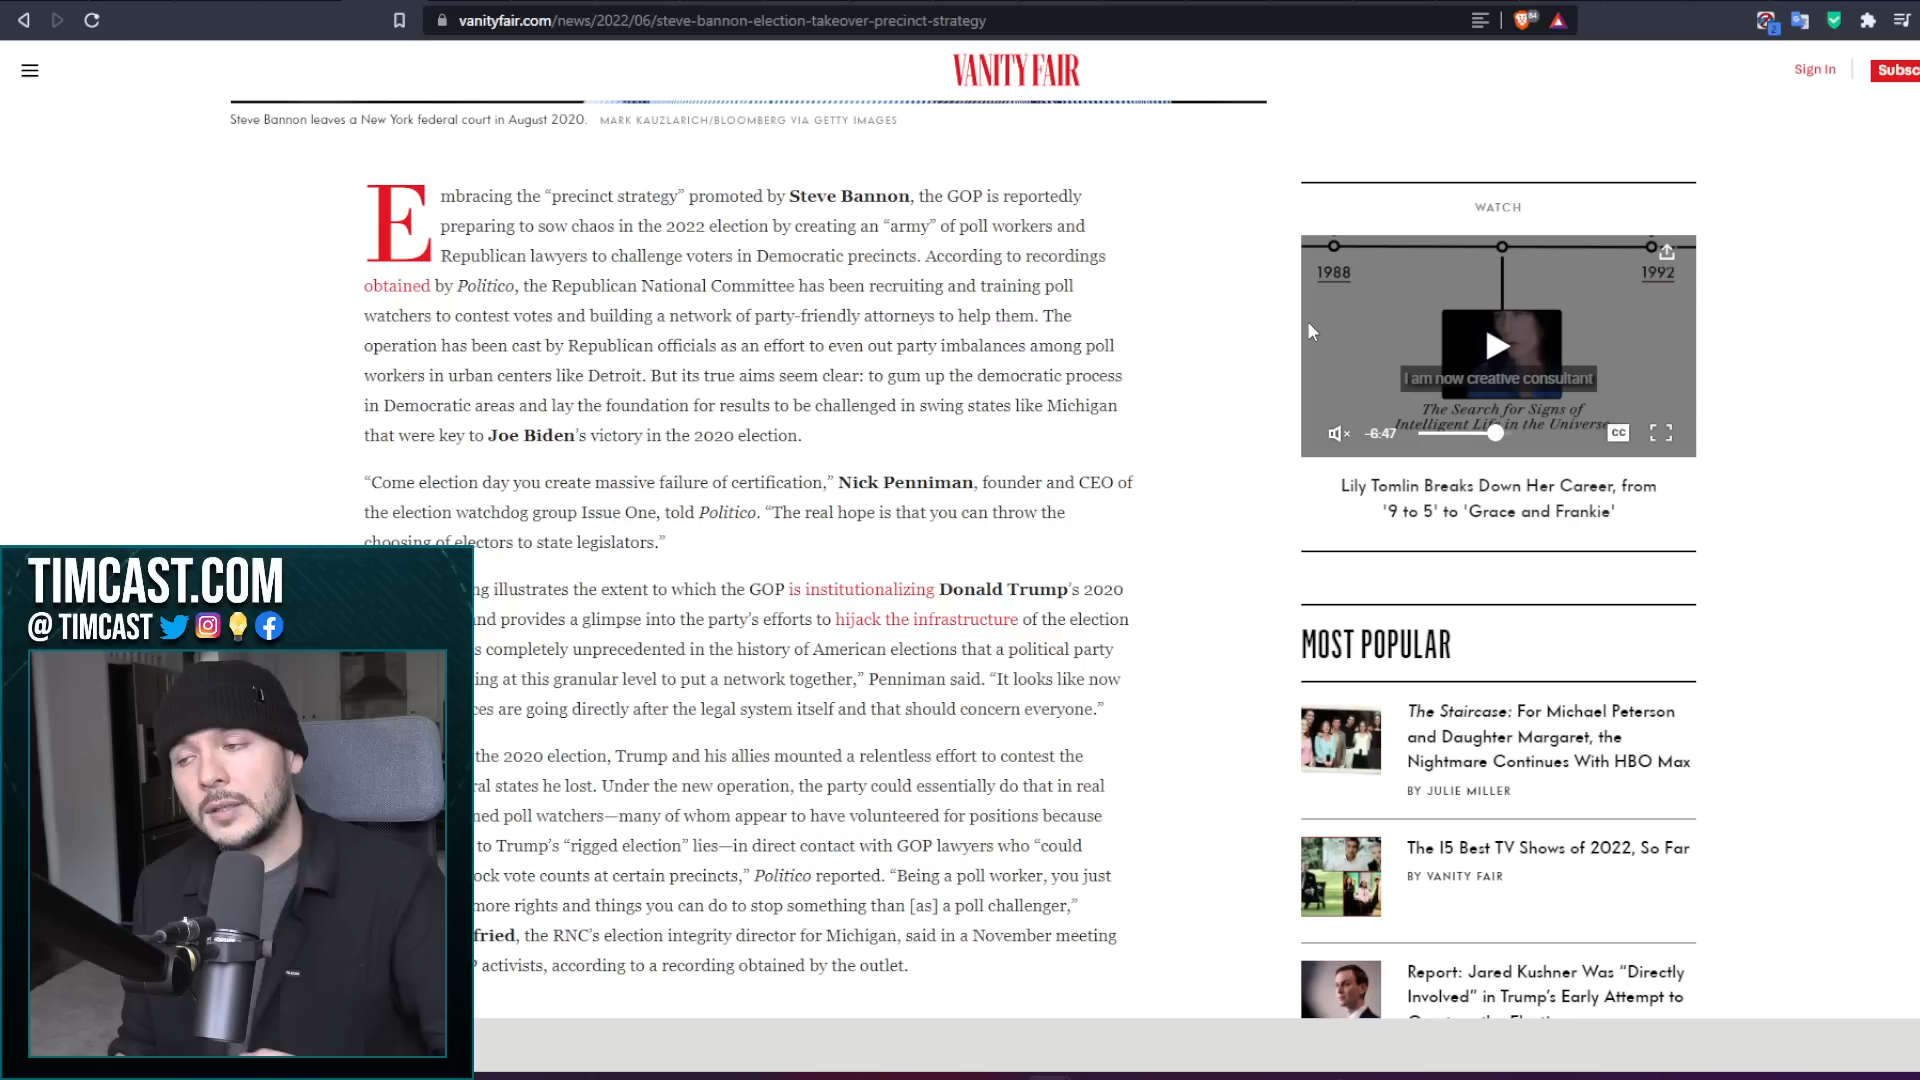 vanityfair.com/news/2022/06/steve-bannon-election-takeover-precinct-strategy
84
2
VANITY FAIR
Sign In
Subsc
Steve Bannon leaves a New York federal court in August 2020. MARK KAUZLARICH/BLOOMBERG VIA GETTY IMAGES
Embracing the “precinct strategy” promoted by Steve Bannon, the GOP is reportedly
preparing to sow chaos in the 2022 election by creating an “army” of poll workers and
Republican lawyers to challenge voters in Democratic precincts. According to recordings
obtained by Politico, the Republican National Committee has been recruiting and training poll
watchers to contest votes and building a network of party-friendly attorneys to help them. The
operation has been cast by Republican officials as an effort to even out party imbalances among poll
workers in urban centers like Detroit. But its true aims seem clear: to gum up the democratic process
in Democratic areas and lay the foundation for results to be challenged in swing states like Michigan
that were key to Joe Biden’s victory in the 2020 election.
“Come election day you create massive failure of certification,” Nick Penniman, founder and CEO of
the election watchdog group Issue One, told Politico. “The real hope is that you can throw the
choosing of electors to state legislators.”
ng illustrates the extent to which the GOP is institutionalizing Donald Trump’s 2020
nd provides a glimpse into the party’s efforts to hijack the infrastructure of the election
s completely unprecedented in the history of American elections that a political party
ing at this granular level to put a network together,” Penniman said. “It looks like now
ces are going directly after the legal system itself and that should concern everyone.”
the 2020 election, Trump and his allies mounted a relentless effort to contest the
ral states he lost. Under the new operation, the party could essentially do that in real
ned poll watchers—many of whom appear to have volunteered for positions because
to Trump’s “rigged election” lies—in direct contact with GOP lawyers who “could
ock vote counts at certain precincts,” Politico reported. “Being a poll worker, you just
more rights and things you can do to stop something than [as] a poll challenger,”
fried, the RNC’s election integrity director for Michigan, said in a November meeting
P activists, according to a recording obtained by the outlet.
TIMCAST.COM
@ TIMCAST
WATCH
1988
1992
I am now creative consultant
The Search for Signs of
Intelligent Life in the Universe
-6:47
CC
Lily Tomlin Breaks Down Her Career, from
'9 to 5' to 'Grace and Frankie'
MOST POPULAR
The Staircase: For Michael Peterson
and Daughter Margaret, the
Nightmare Continues With HBO Max
BY JULIE MILLER
The 15 Best TV Shows of 2022, So Far
BY VANITY FAIR
Report: Jared Kushner Was “Directly
Involved” in Trump’s Early Attempt to